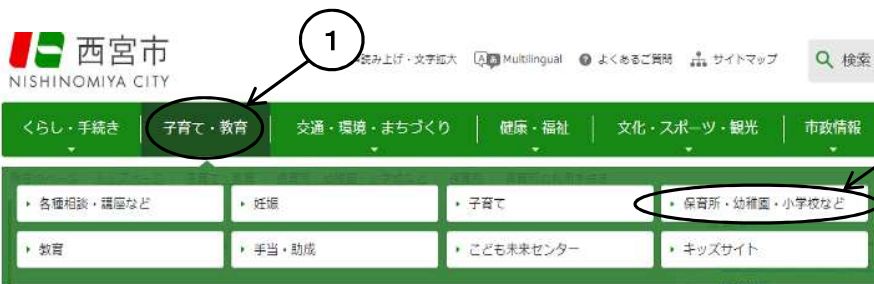 西宮市
NISHINOMIYA CITY
1
読み上げ・文字拡大 Multilingual よくあるご質問 サイトマップ 検索
くらし・手続き 子育て・教育 交通・環境・まちづくり 健康・福祉 文化・スポーツ・観光 市政情報
各種相談・講座など 妊娠 子育て 保育所・幼稚園・小学校など
教育 手当・助成 こども未来センター キッズサイト